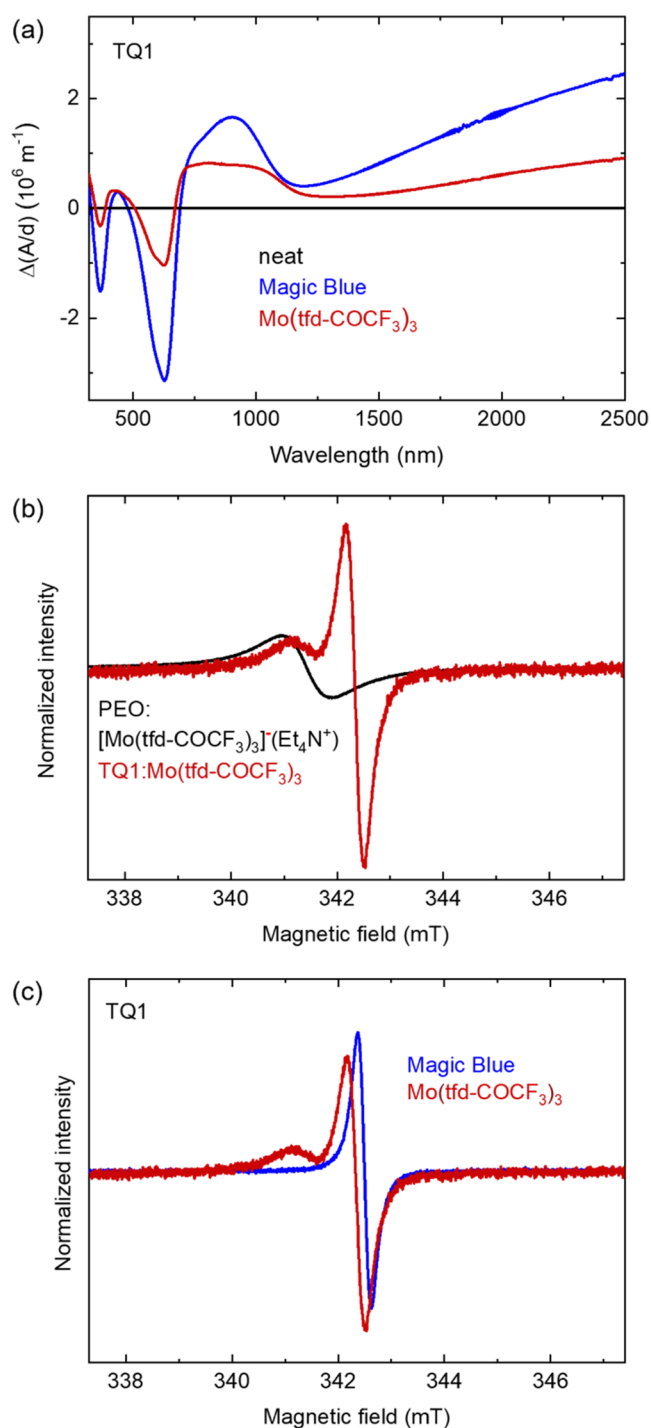 (a)
TQ1
2
0
-2
Δ(A/d) (10⁶ m⁻¹)
neat
Magic Blue
Mo(tfd-COCF₃)₃
500 1000 1500 2000 2500
Wavelength (nm)
(b)
Normalized intensity
PEO:
[Mo(tfd-COCF₃)₃]⁻(Et₄N⁺)
TQ1:Mo(tfd-COCF₃)₃
338 340 342 344 346
Magnetic field (mT)
(c)
TQ1
Normalized intensity
Magic Blue
Mo(tfd-COCF₃)₃
338 340 342 344 346
Magnetic field (mT)